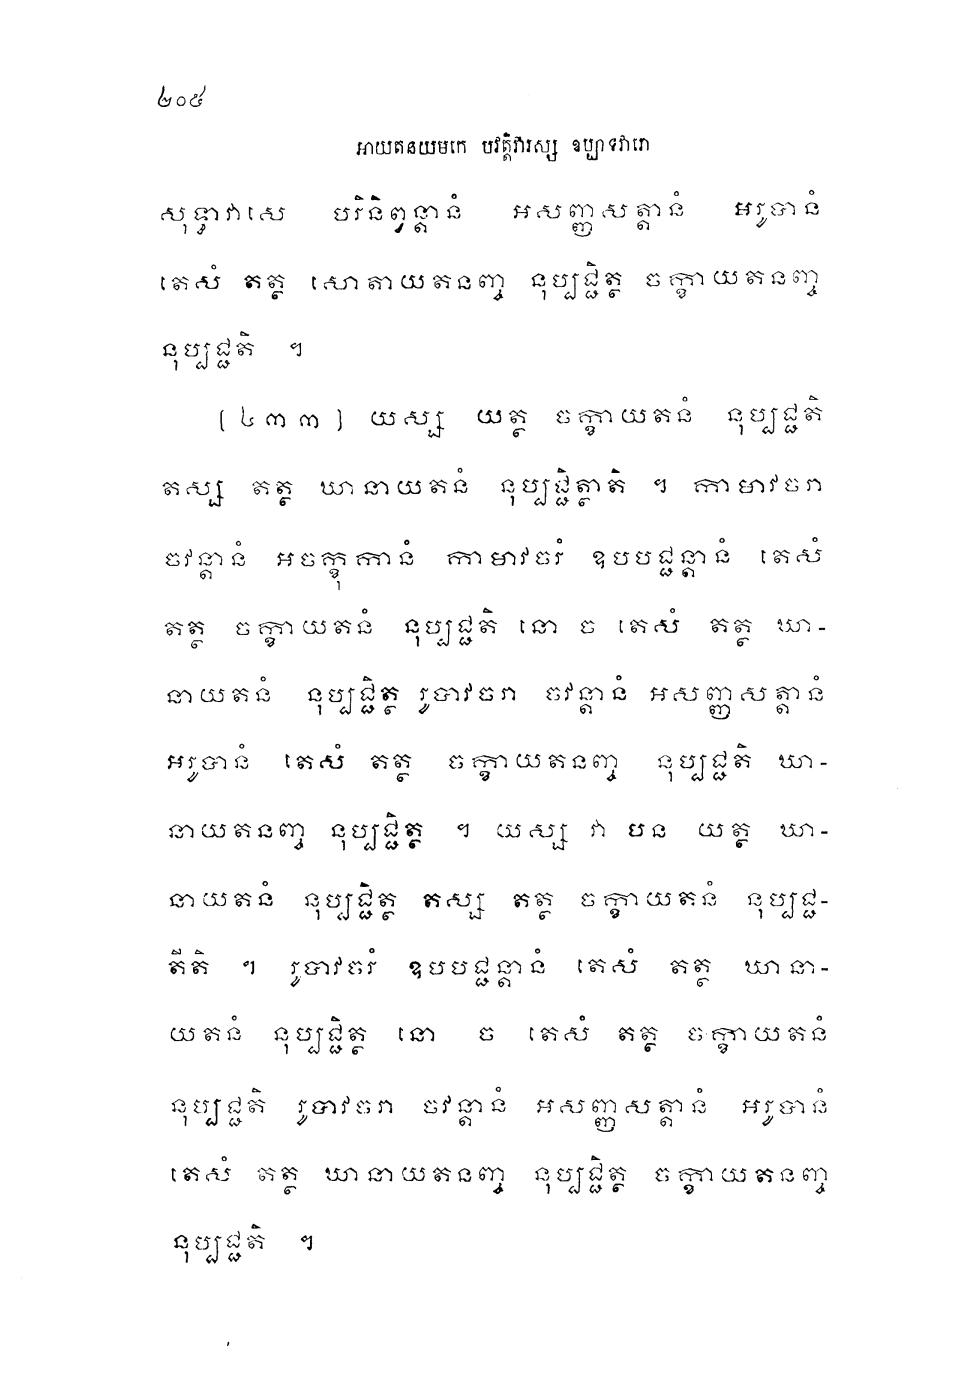 ២០៥
អាយតនយមកេ បវត្តិវារស្ស ឧប្បាទវារោ
សុទ្ធាវាសេ បរិនិព្វន្តានំ អសញ្ញសត្តានំ អរូបានំ
តេសំ តត្ថ សោតាយតនញ្ច នុប្បជ្ជិត្ថ ចក្ខាយតនញ្ច
នុប្បជ្ជតិ ។
[៤៣៣] យស្ស យត្ថ ចក្ខាយតនំ នុប្បជ្ជតិ
តស្ស តត្ថ ឃានាយតនំ នុប្បជ្ជិត្ថាតិ ។ កាមាវចរា
ចវន្តានំ អចក្ខុកានំ កាមាវចរំ ឧបបជ្ជន្តានំ តេសំ
តត្ថ ចក្ខាយតនំ នុប្បជ្ជតិ នោ ច តេសំ តត្ថ ឃា-
នាយតនំ នុប្បជ្ជិត្ថ រូបាវចរា ចវន្តានំ អសញ្ញសត្តានំ
អរូបានំ តេសំ តត្ថ ចក្ខាយតនញ្ច នុប្បជ្ជតិ ឃា-
នាយតនញ្ច នុប្បជ្ជិត្ថ ។ យស្ស វា បន យត្ថ ឃា-
នាយតនំ នុប្បជ្ជិត្ថ តស្ស តត្ថ ចក្ខាយតនំ នុប្បជ្ជ-
តីតិ ។ រូបាវចរំ ឧបបជ្ជន្តានំ តេសំ តត្ថ ឃានា-
យតនំ នុប្បជ្ជិត្ថ នោ ច តេសំ តត្ថ ចក្ខាយតនំ
នុប្បជ្ជតិ រូបាវចរា ចវន្តានំ អសញ្ញសត្តានំ អរូបានំ
តេសំ តត្ថ ឃានាយតនញ្ច នុប្បជ្ជិត្ថ ចក្ខាយតនញ្ច
នុប្បជ្ជតិ ។